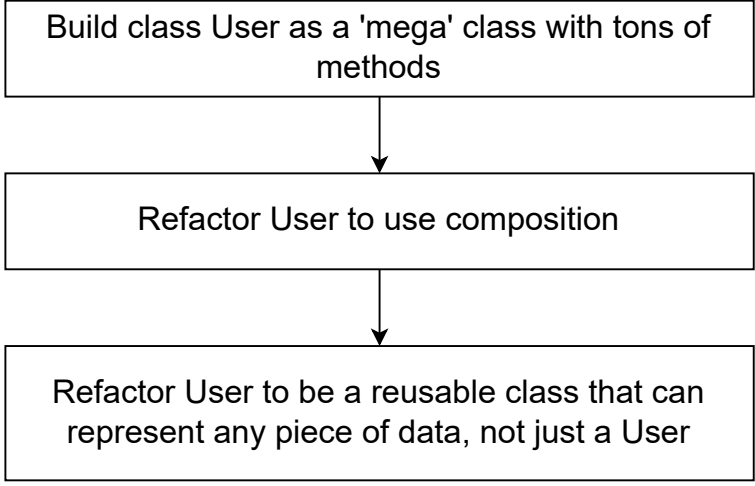 Build class User as a 'mega' class with tons of
methods
Refactor User to use composition
Refactor User to be a reusable class that can
represent any piece of data, not just a User